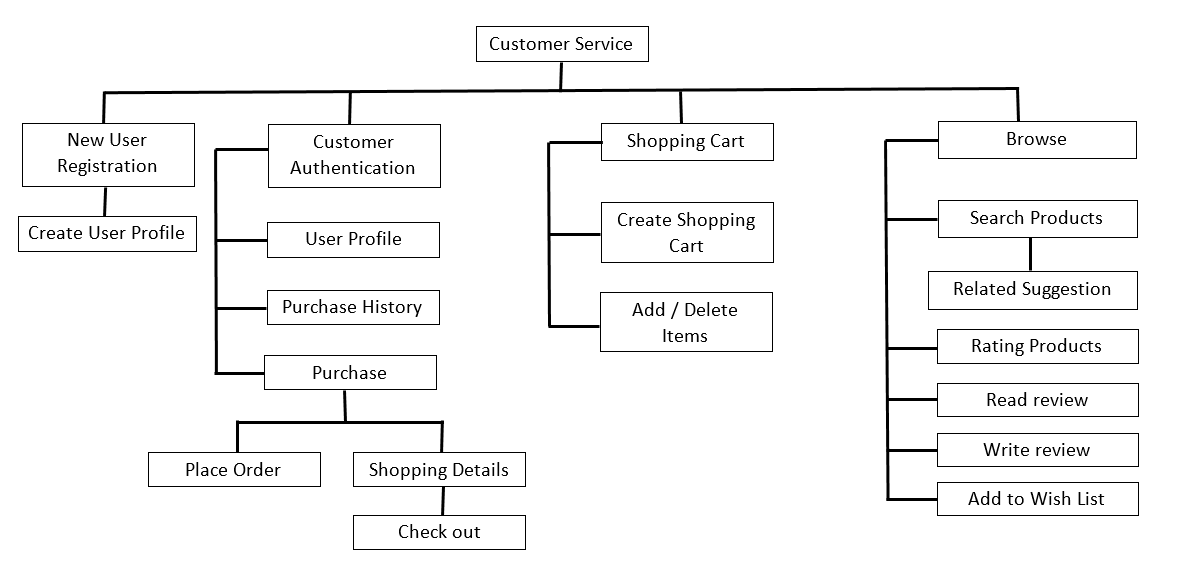 Customer Service
New User
Registration
Create User Profile
Customer
Authentication
User Profile
Purchase History
Purchase
Place Order
Shopping Details
Check out
Shopping Cart
Create Shopping
Cart
Add / Delete
Items
Browse
Search Products
Related Suggestion
Rating Products
Read review
Write review
Add to Wish List